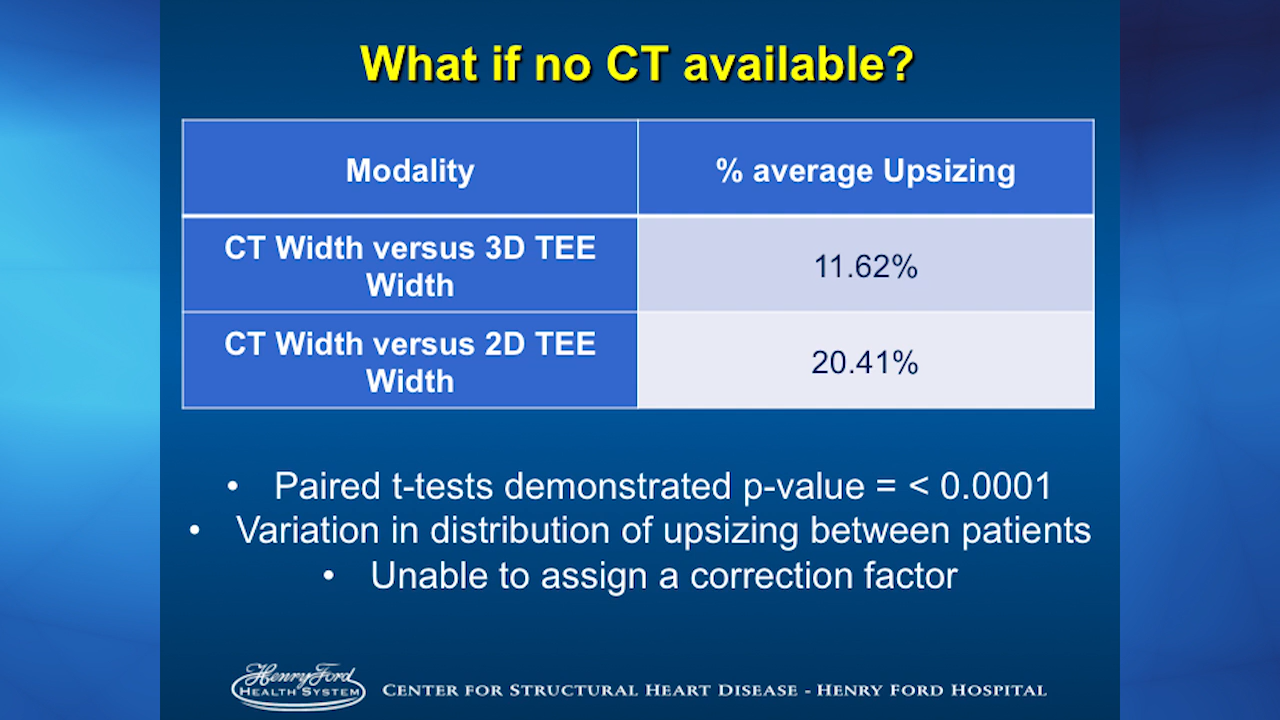 What if no CT available?
Modality
% average Upsizing
CT Width versus 3D TEE
Width
11.62%
CT Width versus 2D TEE
Width
20.41%
• Paired t-tests demonstrated p-value = < 0.0001
• Variation in distribution of upsizing between patients
• Unable to assign a correction factor
Henry Ford
HEALTH SYSTEM
CENTER FOR STRUCTURAL HEART DISEASE - HENRY FORD HOSPITAL